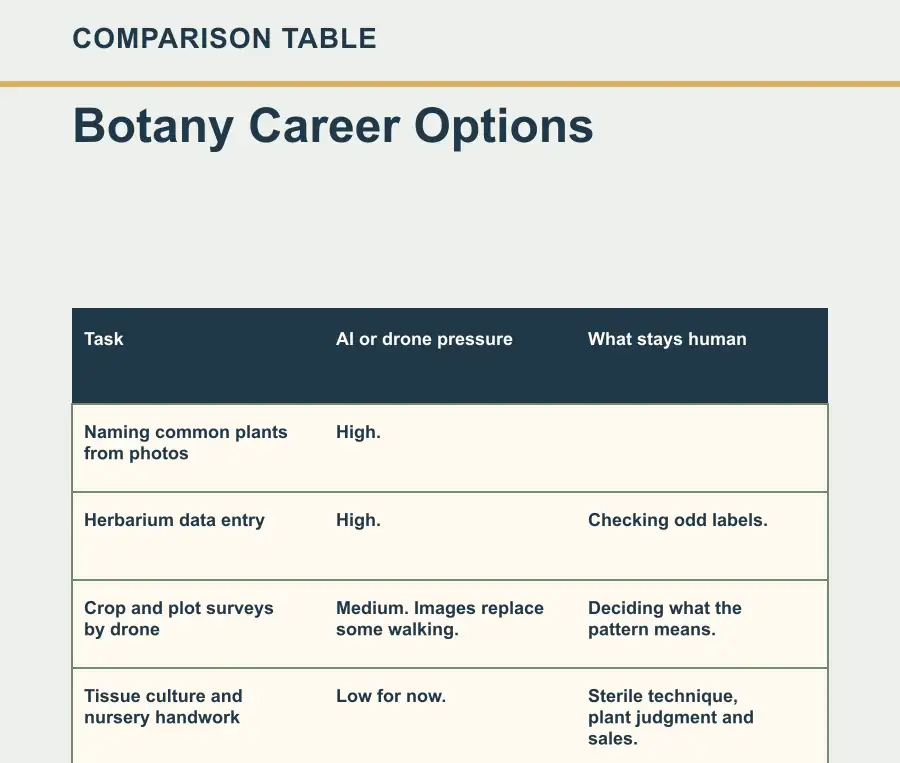 COMPARISON TABLE
Botany Career Options
Task
AI or drone pressure
What stays human
Naming common plants
from photos
High.
Herbarium data entry
High.
Checking odd labels.
Crop and plot surveys
by drone
Medium. Images replace
some walking.
Deciding what the
pattern means.
Tissue culture and
nursery handwork
Low for now.
Sterile technique,
plant judgment and
sales.